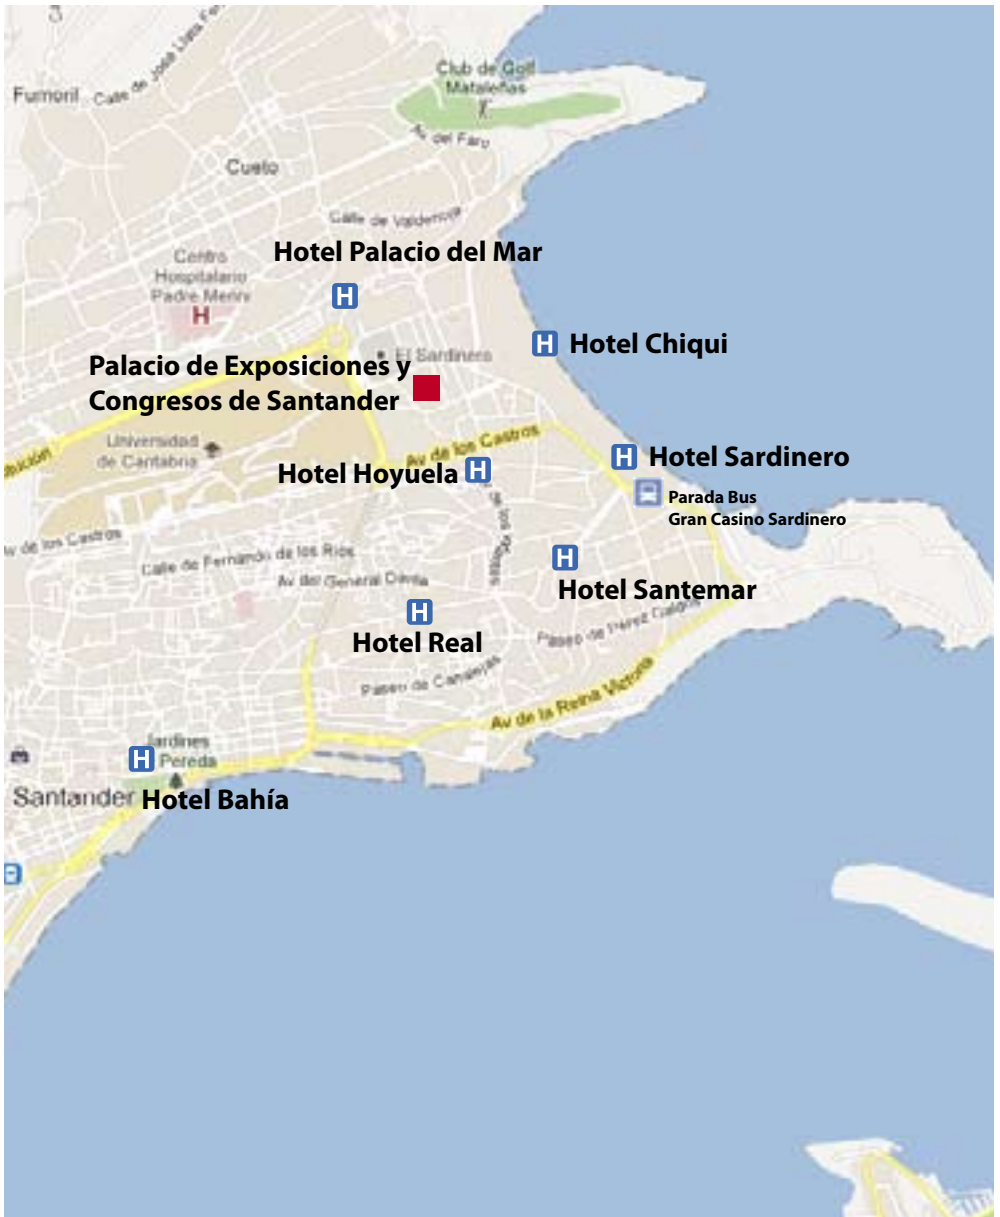 Club de Golf
Mataleñas
Fumoril
Calle de José
Av del Faro
Cueto
Calle de Valdenoja
Hotel Palacio del Mar
Centro
Hospitalario
Padre Menni
H
H
H Hotel Chiqui
El Sardinero
Palacio de Exposiciones y
Congresos de Santander
Universidad
de Cantabria
Av de los Castros
Hotel Hoyuela H
H Hotel Sardinero
Parada Bus
Gran Casino Sardinero
Av de los Castros
Calle de Fernando de los Ríos
Av del General Dávila
H
Hotel Santemar
H
Hotel Real
Paseo de Pérez Galdós
Paseo de Canalejas
Av de la Reina Victoria
Jardines
Pereda
H
Santander
Hotel Bahía